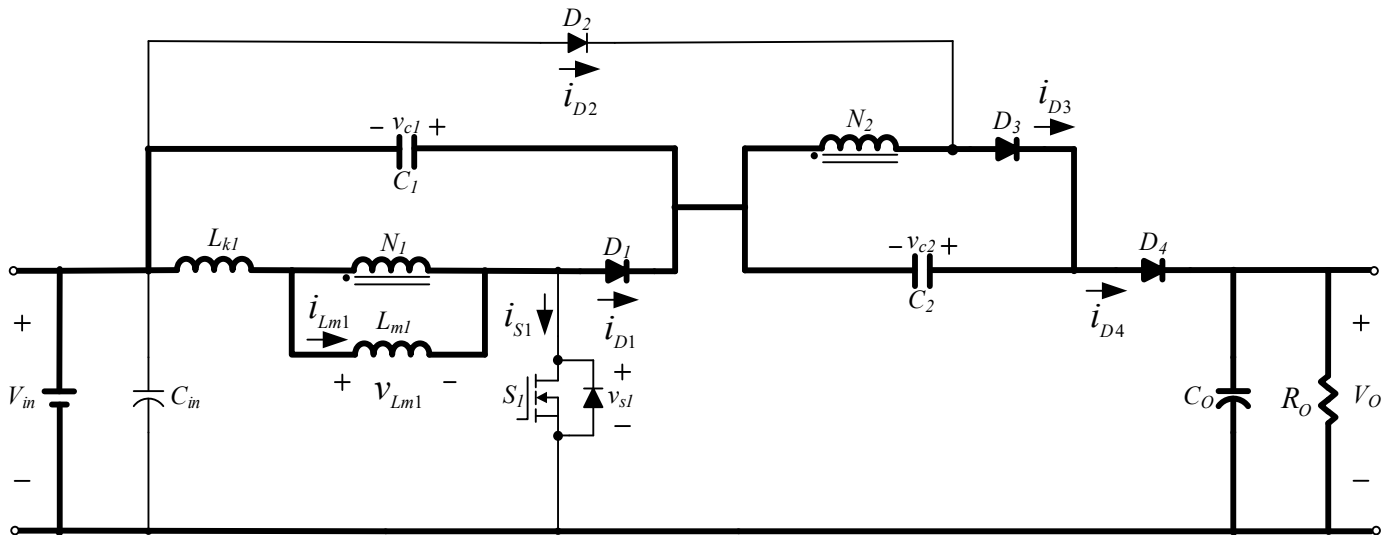 D2
iD2
iD3
- vc1 +
N2
D3
C1
Lk1
N1
D1
- vc2 +
D4
C2
+
iLm1
Lm1
iS1
iD1
iD4
+
+ vLm1 -
Vin
Cin
S1
+
vs1
-
CO
RO
VO
-
-